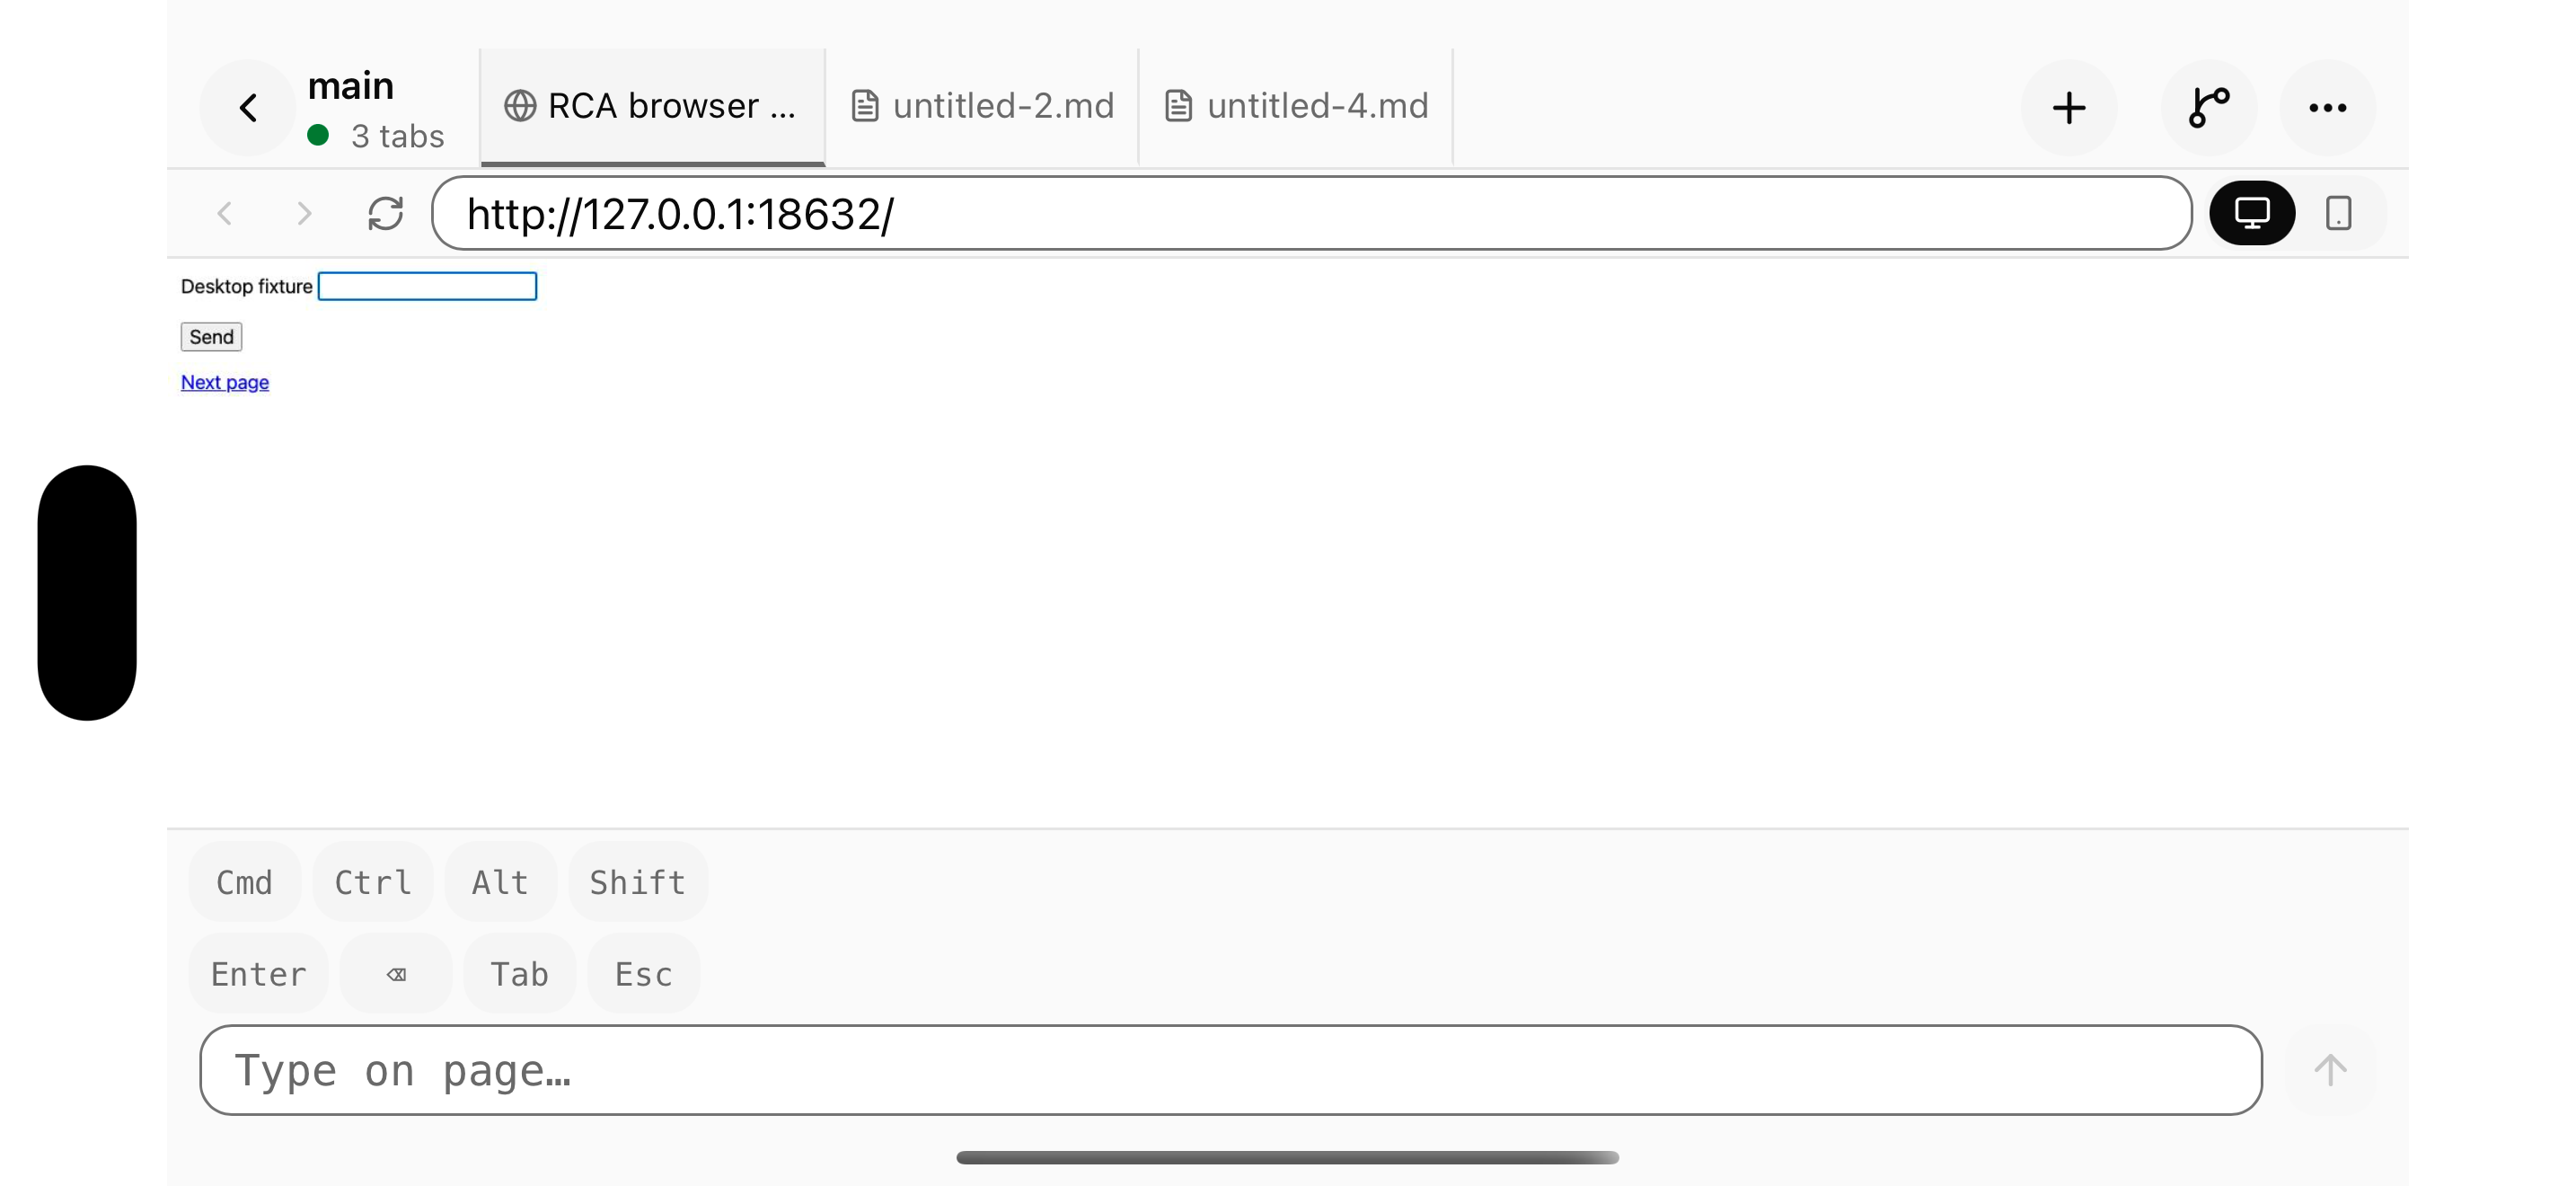 main
3 tabs
RCA browser ...
untitled-2.md
untitled-4.md
http://127.0.0.1:18632/
Desktop fixture
Send
Next page
Cmd Ctrl Alt Shift
Enter ⌫ Tab Esc
Type on page…